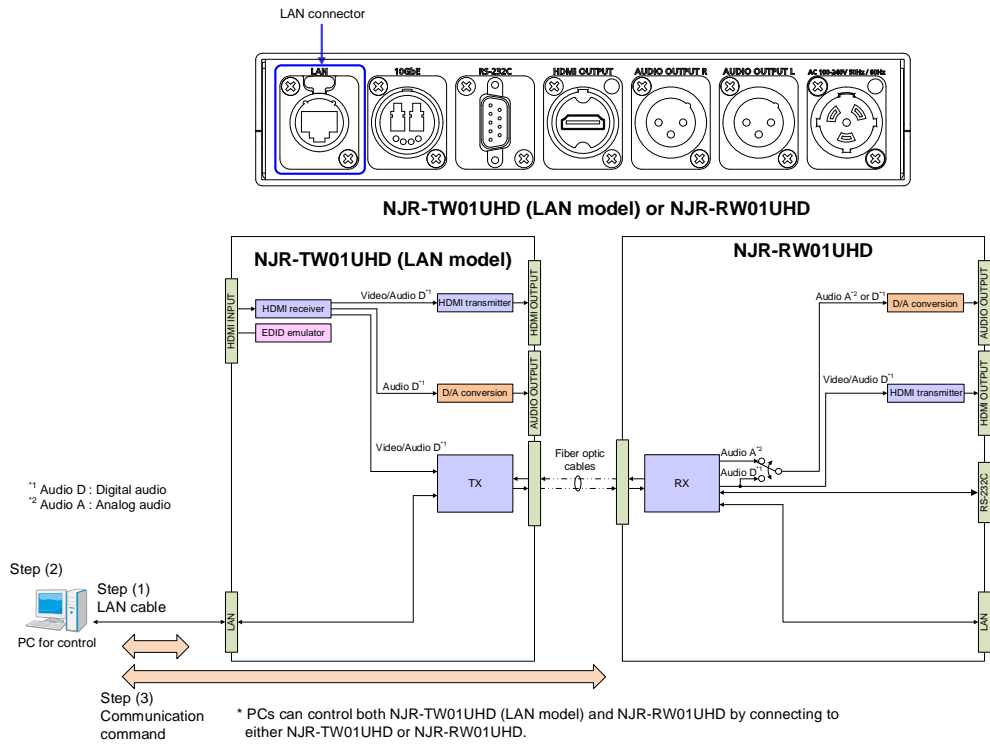 LAN connector
LAN
10GbE
RS-232C
HDMI OUTPUT
AUDIO OUTPUT R
AUDIO OUTPUT L
AC 100-240V 50Hz / 60Hz
NJR-TW01UHD (LAN model) or NJR-RW01UHD
NJR-TW01UHD (LAN model)
HDMI INPUT
HDMI receiver
EDID emulator
Video/Audio D*1
HDMI transmitter
HDMI OUTPUT
Audio D*1
D/A conversion
AUDIO OUTPUT
Video/Audio D*1
TX
LAN
Fiber optic
cables
NJR-RW01UHD
Audio A*2 or D*1
D/A conversion
AUDIO OUTPUT
Video/Audio D*1
HDMI transmitter
HDMI OUTPUT
RX
Audio A*2
Audio D*1
RS-232C
LAN
*1 Audio D : Digital audio
*2 Audio A : Analog audio
Step (2)
PC for control
Step (1)
LAN cable
Step (3)
Communication
command
* PCs can control both NJR-TW01UHD (LAN model) and NJR-RW01UHD by connecting to
either NJR-TW01UHD or NJR-RW01UHD.